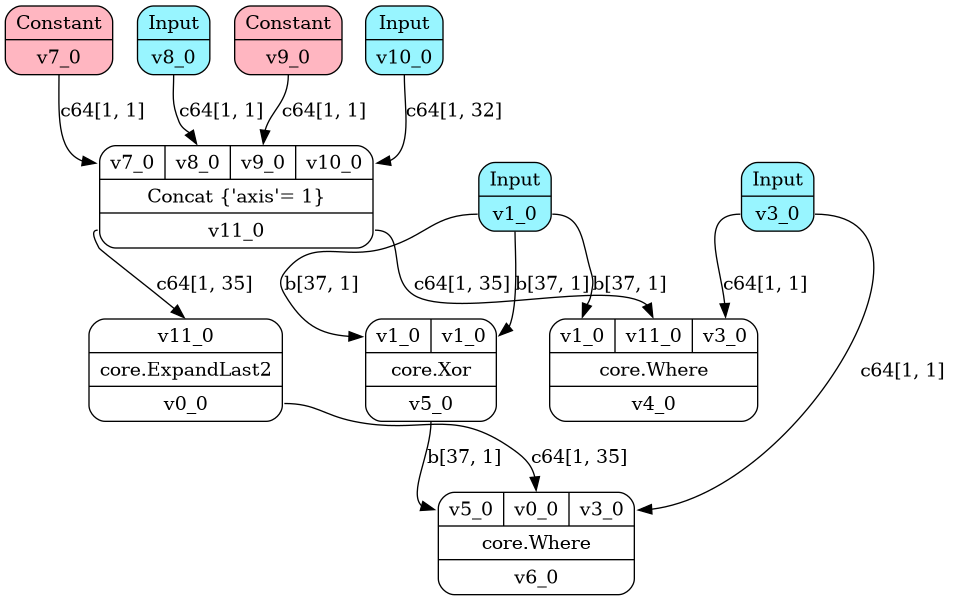 Constant
v7_0
Input
v8_0
Constant
v9_0
Input
v10_0
c64[1, 1]
c64[1, 1]
c64[1, 1]
c64[1, 32]
v7_0 v8_0 v9_0 v10_0
Concat {'axis'= 1}
v11_0
Input
v1_0
Input
v3_0
c64[1, 35]
b[37, 1]
c64[1, 35]
b[37, 1]
b[37, 1]
c64[1, 1]
v11_0
core.ExpandLast2
v0_0
v1_0 v1_0
core.Xor
v5_0
v1_0 v11_0 v3_0
core.Where
v4_0
c64[1, 1]
b[37, 1]
c64[1, 35]
v5_0 v0_0 v3_0
core.Where
v6_0